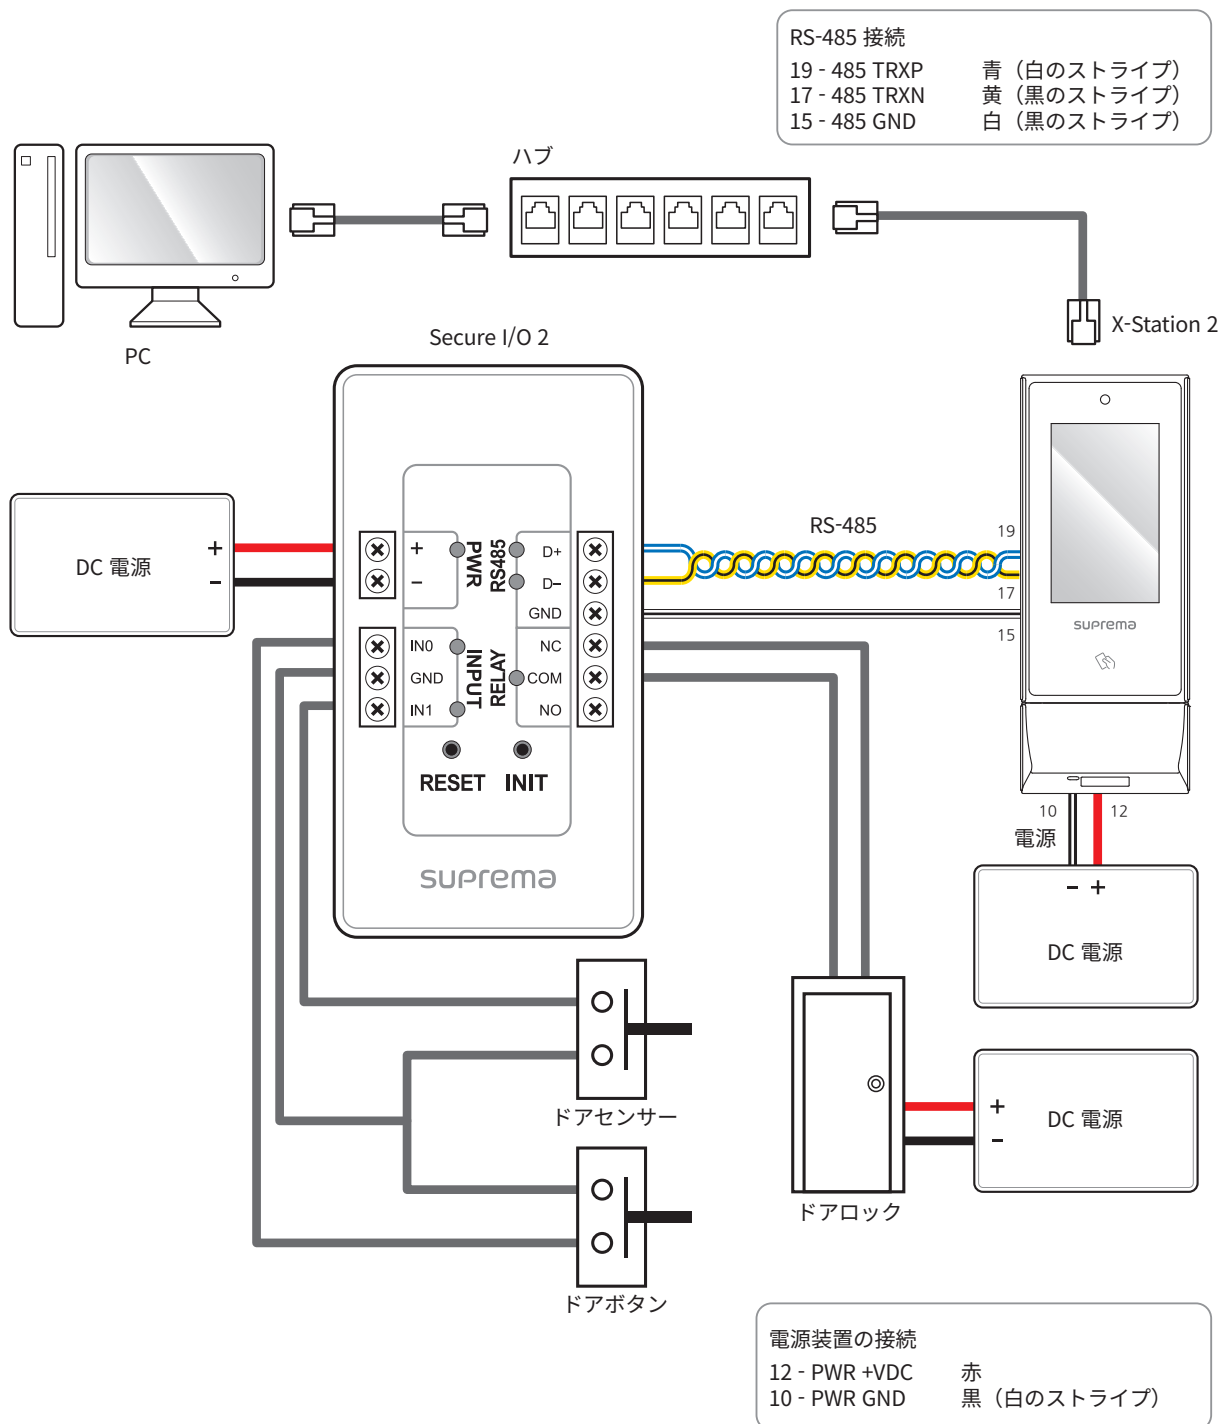 RS-485 接続
19 - 485 TRXP 青（白のストライプ）
17 - 485 TRXN 黄（黒のストライプ）
15 - 485 GND 白（黒のストライプ）
ハブ
PC
X-Station 2
Secure I/O 2
DC 電源
+
−
+
−
PWR
RS485
D+
D−
GND
IN0
GND
IN1
INPUT
RELAY
NC
COM
NO
RESET INIT
suprema
RS-485
19
17
15
suprema
10
12
電源
− +
DC 電源
ドアセンサー
+
−
DC 電源
ドアロック
ドアボタン
電源装置の接続
12 - PWR +VDC 赤
10 - PWR GND 黒（白のストライプ）